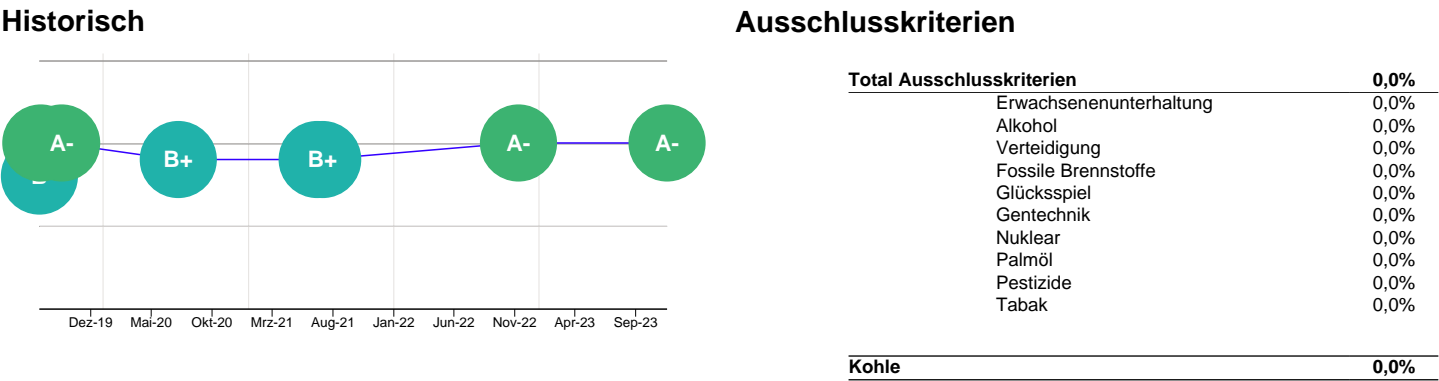 Historisch
A-
B+
B+
A-
A-
Dez-19 Mai-20 Okt-20 Mrz-21 Aug-21 Jan-22 Jun-22 Nov-22 Apr-23 Sep-23
Ausschlusskriterien
Total Ausschlusskriterien 0,0%
Erwachsenenunterhaltung 0,0%
Alkohol 0,0%
Verteidigung 0,0%
Fossile Brennstoffe 0,0%
Glücksspiel 0,0%
Gentechnik 0,0%
Nuklear 0,0%
Palmöl 0,0%
Pestizide 0,0%
Tabak 0,0%
Kohle 0,0%